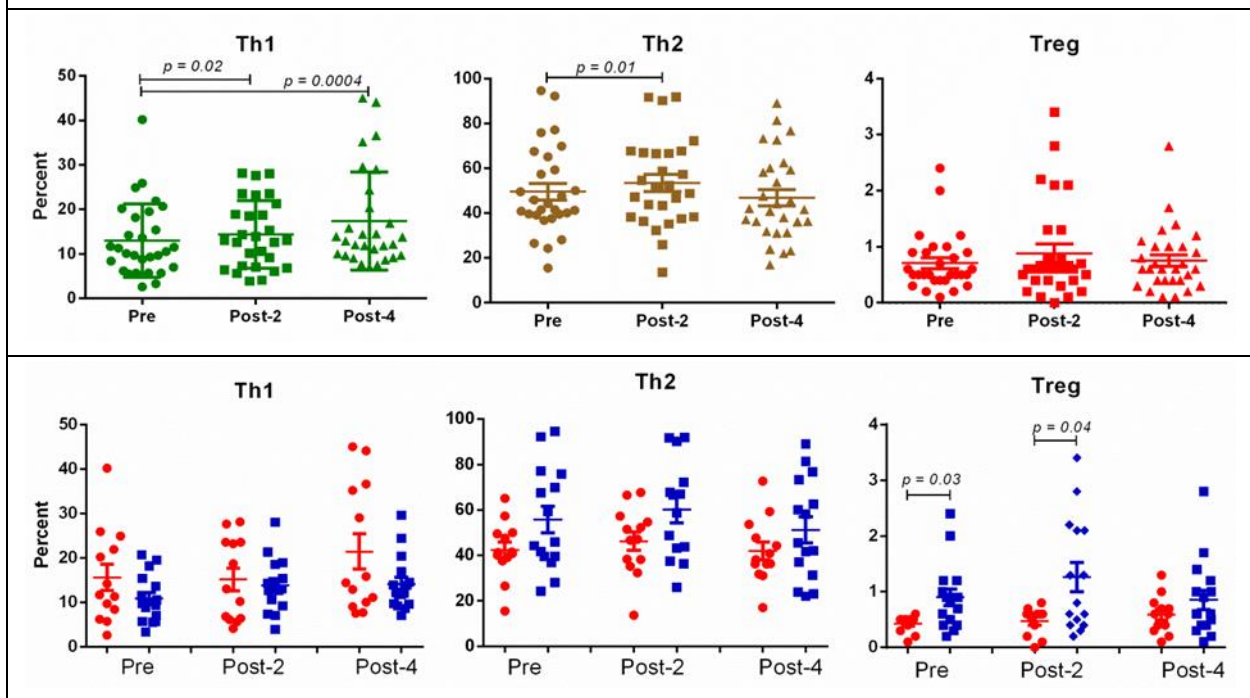 Th1
Th2
Treg
p = 0.02
p = 0.0004
p = 0.01
Percent
50
40
30
20
10
0
100
80
60
40
20
0
4
3
2
1
0
Pre
Post-2
Post-4
Pre
Post-2
Post-4
Pre
Post-2
Post-4
Th1
Th2
Treg
p = 0.03
p = 0.04
Percent
50
40
30
20
10
0
100
80
60
40
20
0
4
3
2
1
0
Pre
Post-2
Post-4
Pre
Post-2
Post-4
Pre
Post-2
Post-4